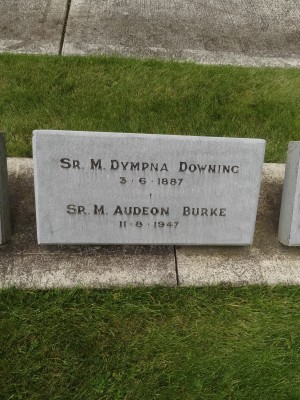 Sr. M. Dympna Downing
3·6·1887
Sr. M. Audeon Burke
11·8·1947